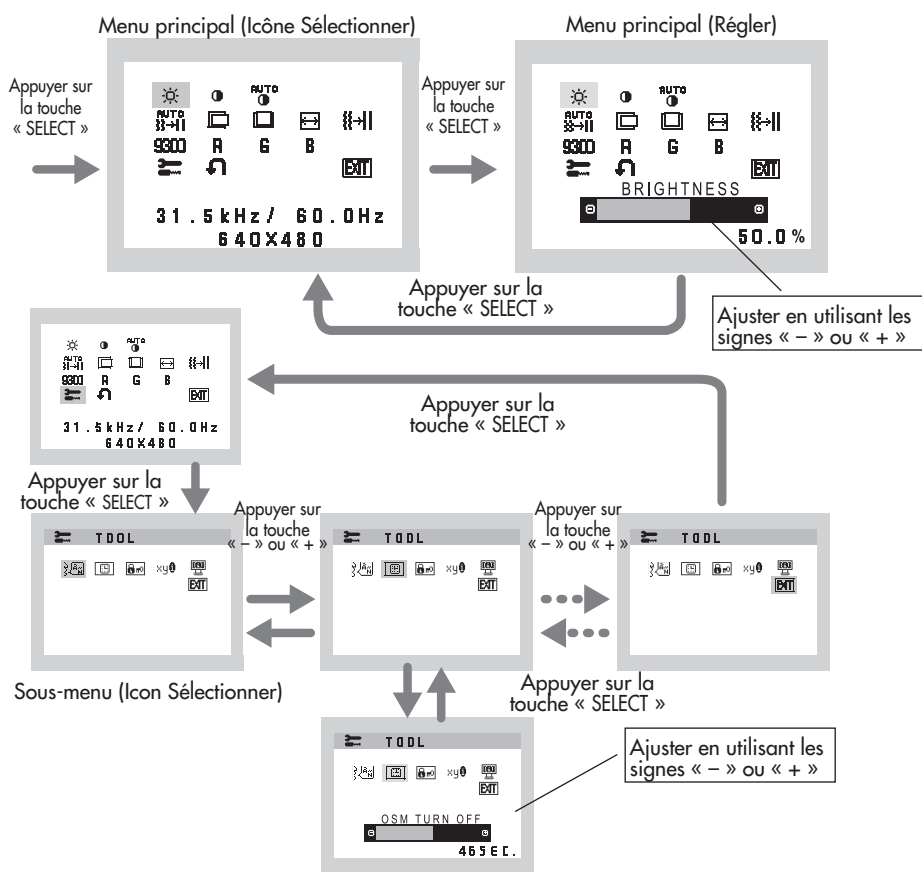 Menu principal (Icône Sélectionner)
Menu principal (Régler)
Appuyer sur
la touche
« SELECT »
AUTO
AUTO
9300 R G B
EXIT
31.5kHz/ 60.0Hz
640X480
Appuyer sur
la touche
« SELECT »
AUTO
AUTO
9300 R G B
EXIT
BRIGHTNESS
50.0%
Appuyer sur la
touche « SELECT »
Ajuster en utilisant les
signes « – » ou « + »
AUTO
AUTO
9300 R G B
EXIT
31.5kHz/ 60.0Hz
640X480
Appuyer sur la
touche « SELECT »
Appuyer sur la
touche « SELECT »
Appuyer sur
la touche
« – » ou « + »
Appuyer sur
la touche
« – » ou « + »
TOOL
xy
EXIT
TOOL
xy
EXIT
TOOL
xy
EXIT
Sous-menu (Icon Sélectionner)
Appuyer sur la
touche « SELECT »
TOOL
xy
EXIT
OSM TURN OFF
46SEC.
Ajuster en utilisant les
signes « – » ou « + »